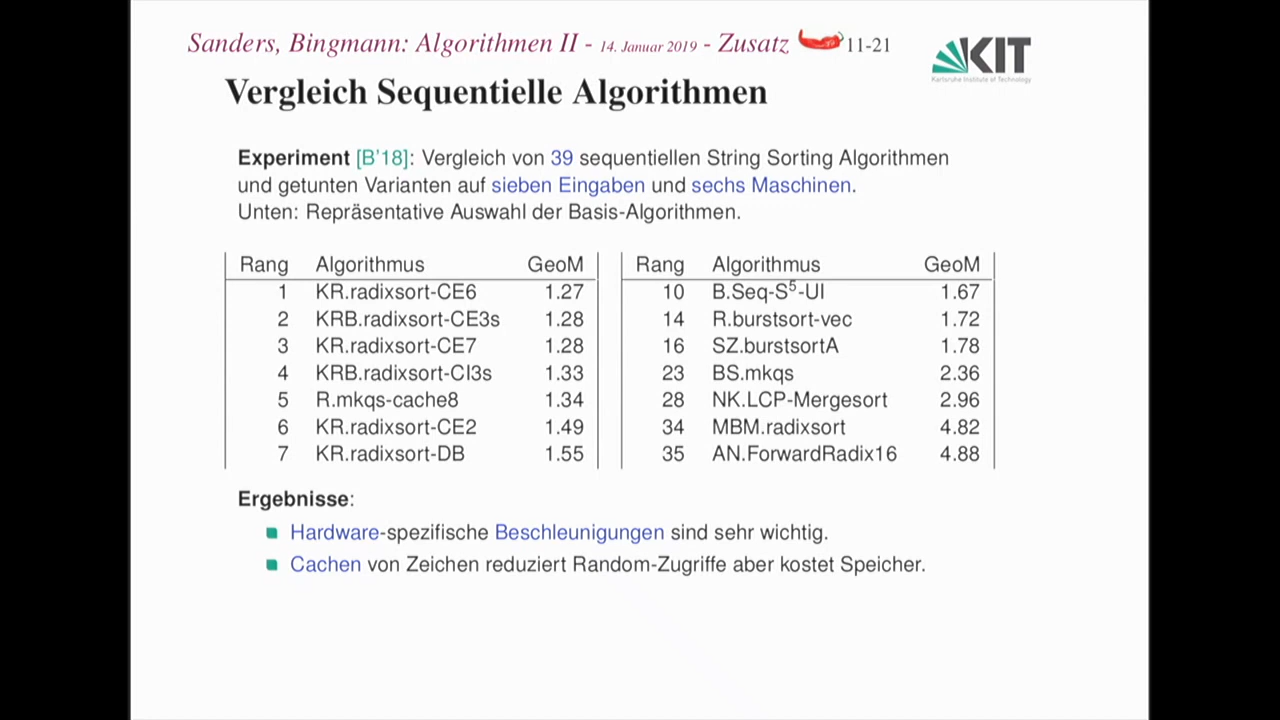 Sanders, Bingmann: Algorithmen II - 14. Januar 2019 - Zusatz 11-21
KIT
Karlsruhe Institute of Technology
Vergleich Sequentielle Algorithmen
Experiment [B'18]: Vergleich von 39 sequentiellen String Sorting Algorithmen
und getunten Varianten auf sieben Eingaben und sechs Maschinen.
Unten: Repräsentative Auswahl der Basis-Algorithmen.
Rang Algorithmus GeoM
1 KR.radixsort-CE6 1.27
2 KRB.radixsort-CE3s 1.28
3 KR.radixsort-CE7 1.28
4 KRB.radixsort-CI3s 1.33
5 R.mkqs-cache8 1.34
6 KR.radixsort-CE2 1.49
7 KR.radixsort-DB 1.55
Rang Algorithmus GeoM
10 B.Seq-S⁵-UI 1.67
14 R.burstsort-vec 1.72
16 SZ.burstsortA 1.78
23 BS.mkqs 2.36
28 NK.LCP-Mergesort 2.96
34 MBM.radixsort 4.82
35 AN.ForwardRadix16 4.88
Ergebnisse:
Hardware-spezifische Beschleunigungen sind sehr wichtig.
Cachen von Zeichen reduziert Random-Zugriffe aber kostet Speicher.